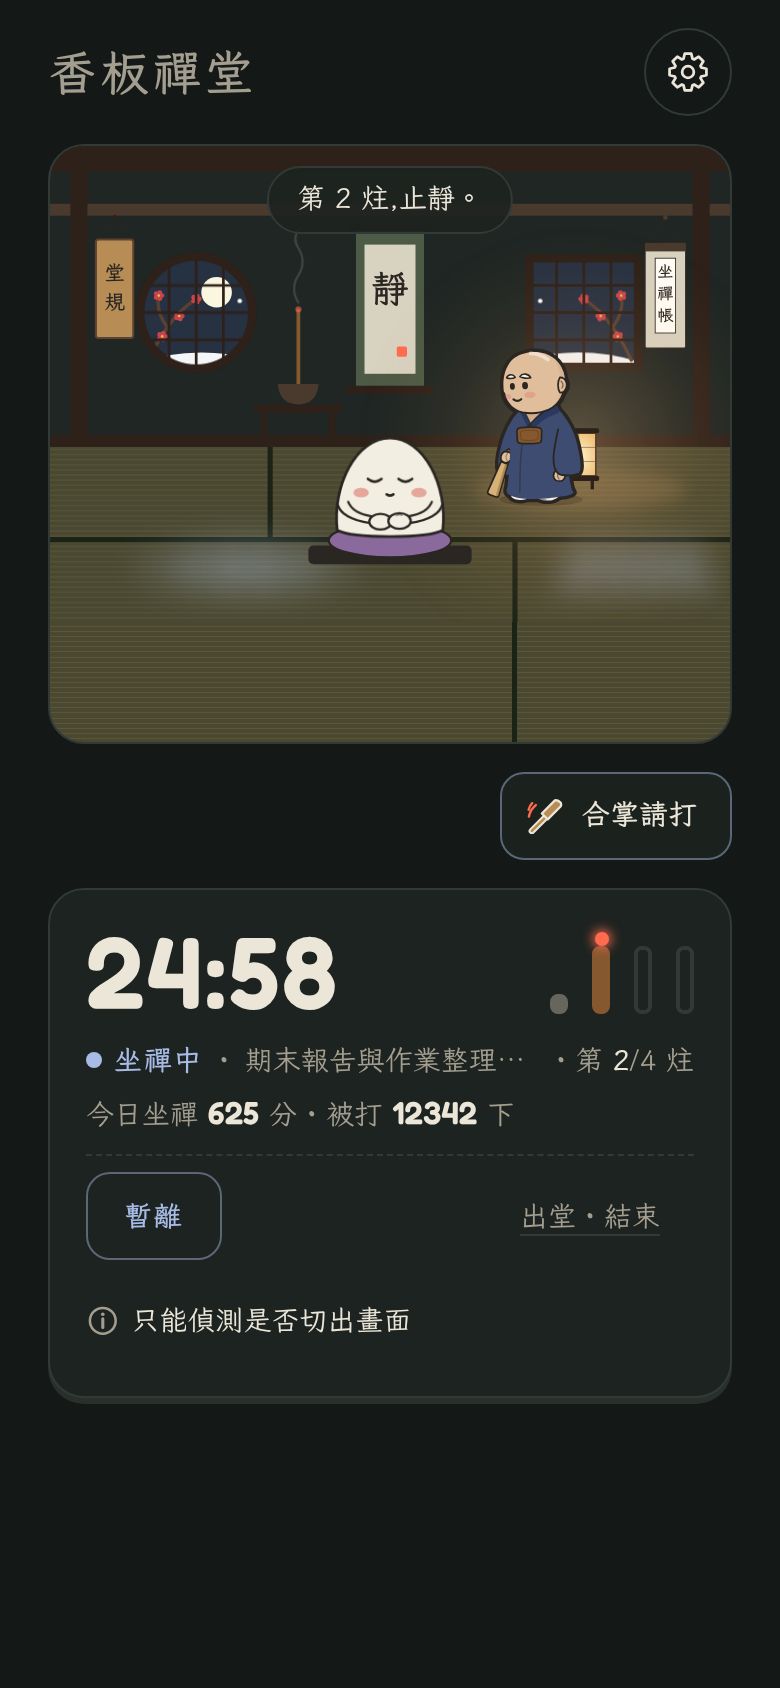 香板禪堂
第 2 炷,止靜。
堂規
靜
坐禪帳
合掌請打
24:58
坐禪中 · 期末報告與作業整理… · 第 2/4 炷
今日坐禪 625 分 · 被打 12342 下
暫離
出堂 · 結束
只能偵測是否切出畫面